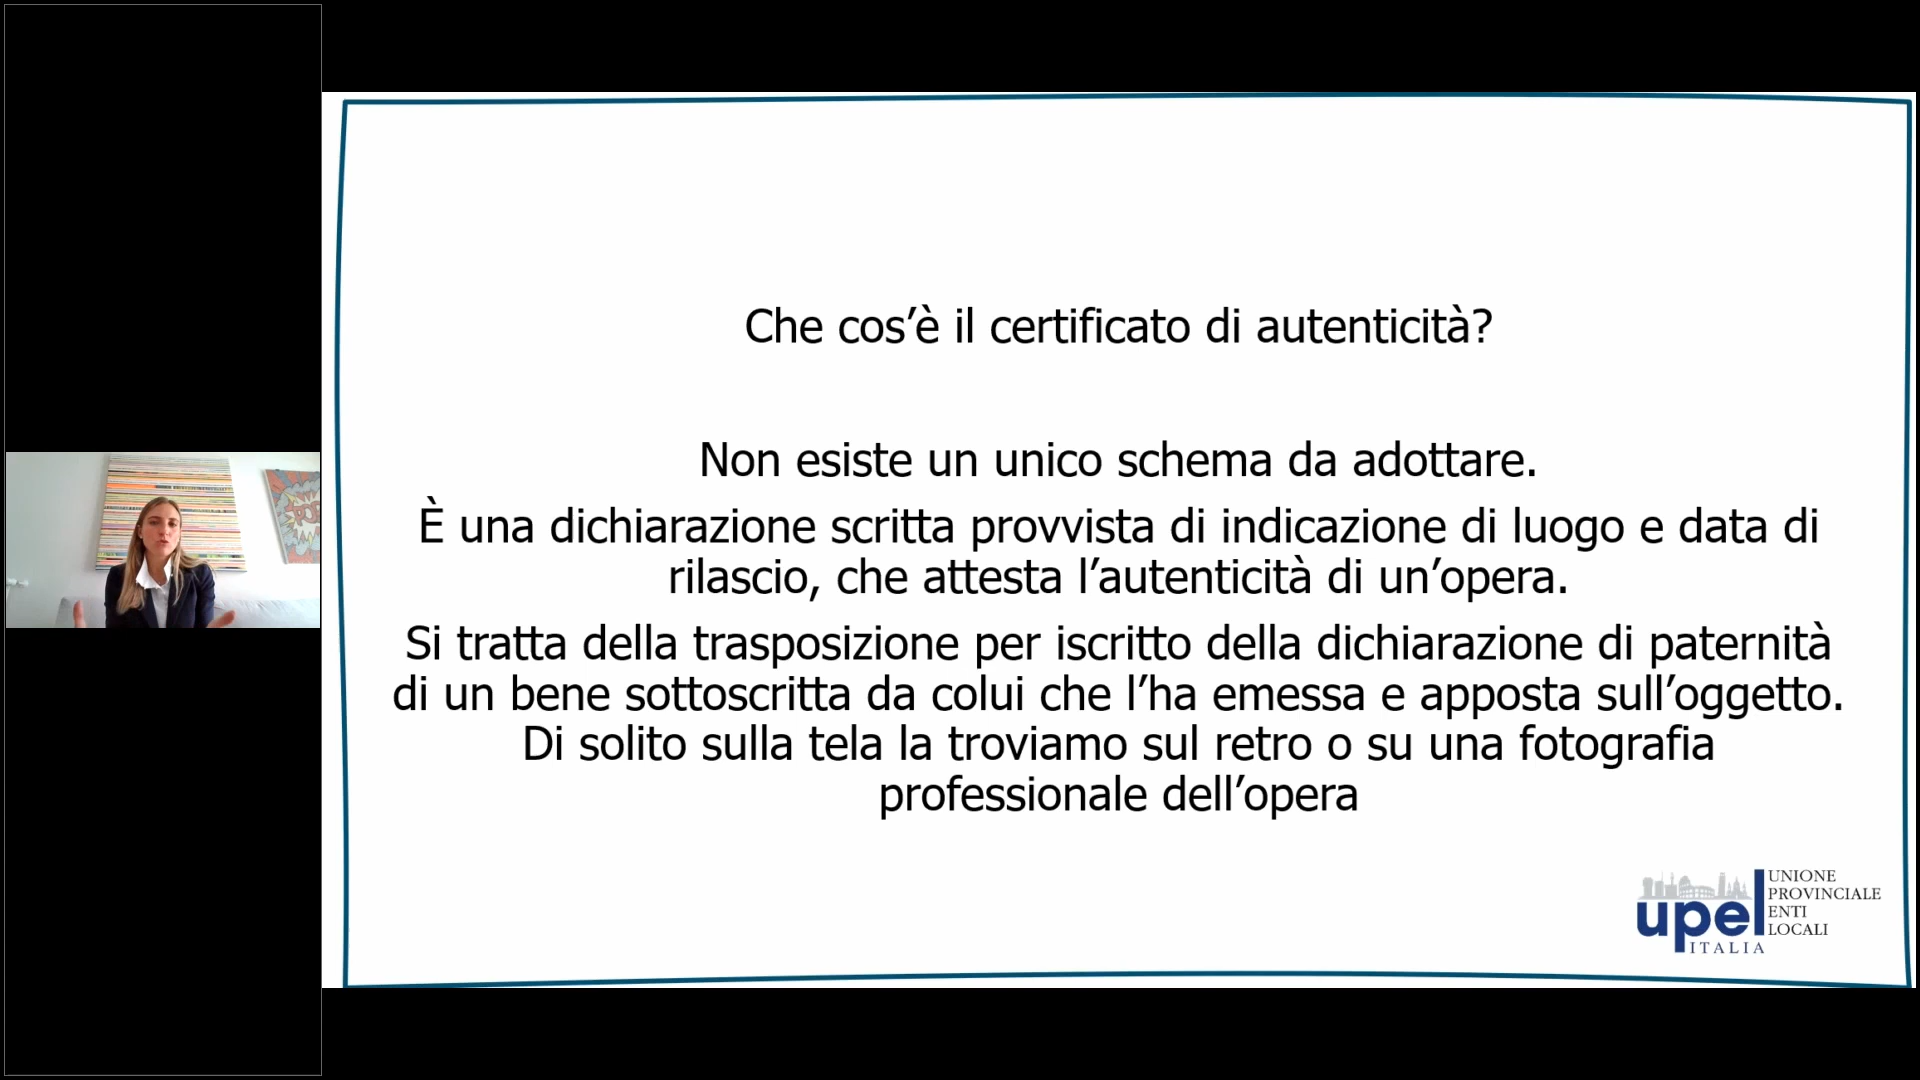 Che cos’è il certificato di autenticità?
Non esiste un unico schema da adottare.
È una dichiarazione scritta provvista di indicazione di luogo e data di
rilascio, che attesta l’autenticità di un’opera.
Si tratta della trasposizione per iscritto della dichiarazione di paternità
di un bene sottoscritta da colui che l’ha emessa e apposta sull’oggetto.
Di solito sulla tela la troviamo sul retro o su una fotografia
professionale dell’opera
upel
ITALIA
UNIONE
PROVINCIALE
ENTI
LOCALI
POP